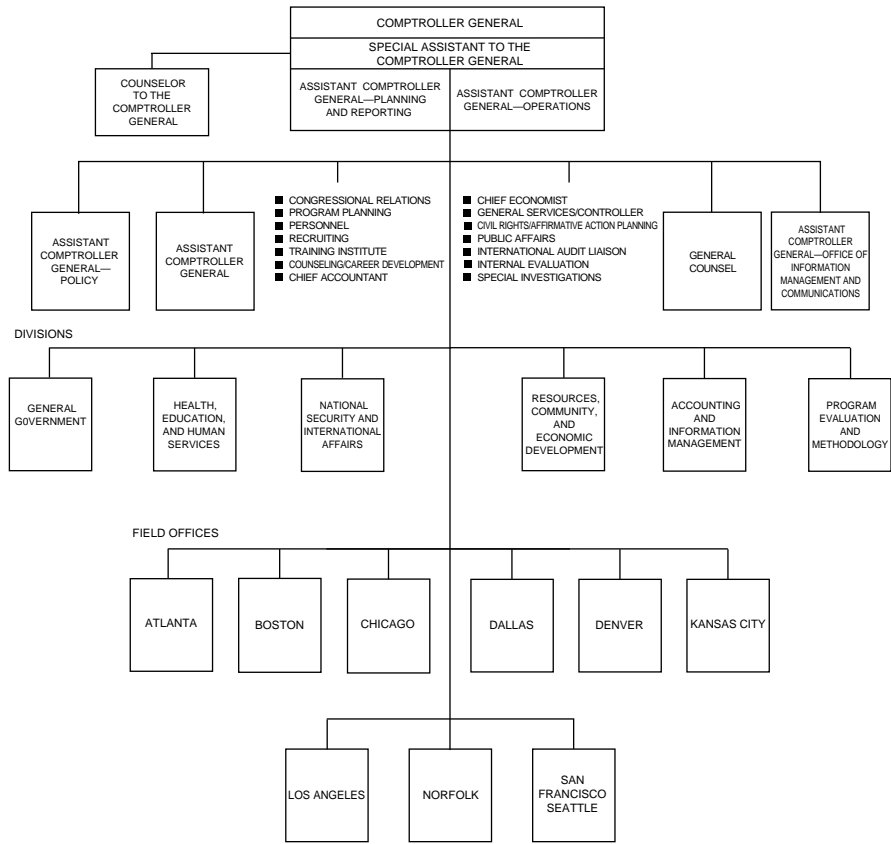 COMPTROLLER GENERAL
SPECIAL ASSISTANT TO THE
COMPTROLLER GENERAL
COUNSELOR
TO THE
COMPTROLLER
GENERAL
ASSISTANT COMPTROLLER
GENERAL—PLANNING
AND REPORTING
ASSISTANT COMPTROLLER
GENERAL—OPERATIONS
ASSISTANT
COMPTROLLER
GENERAL—
POLICY
ASSISTANT
COMPTROLLER
GENERAL
■ CONGRESSIONAL RELATIONS
■ PROGRAM PLANNING
■ PERSONNEL
■ RECRUITING
■ TRAINING INSTITUTE
■ COUNSELING/CAREER DEVELOPMENT
■ CHIEF ACCOUNTANT
■ CHIEF ECONOMIST
■ GENERAL SERVICES/CONTROLLER
■ CIVIL RIGHTS/AFFIRMATIVE ACTION PLANNING
■ PUBLIC AFFAIRS
■ INTERNATIONAL AUDIT LIAISON
■ INTERNAL EVALUATION
■ SPECIAL INVESTIGATIONS
GENERAL
COUNSEL
ASSISTANT
COMPTROLLER
GENERAL—OFFICE OF
INFORMATION
MANAGEMENT AND
COMMUNICATIONS
DIVISIONS
GENERAL
G0VERNMENT
HEALTH,
EDUCATION,
AND HUMAN
SERVICES
NATIONAL
SECURITY AND
INTERNATIONAL
AFFAIRS
RESOURCES,
COMMUNITY,
AND
ECONOMIC
DEVELOPMENT
ACCOUNTING
AND
INFORMATION
MANAGEMENT
PROGRAM
EVALUATION
AND
METHODOLOGY
FIELD OFFICES
ATLANTA
BOSTON
CHICAGO
DALLAS
DENVER
KANSAS CITY
LOS ANGELES
NORFOLK
SAN
FRANCISCO
SEATTLE